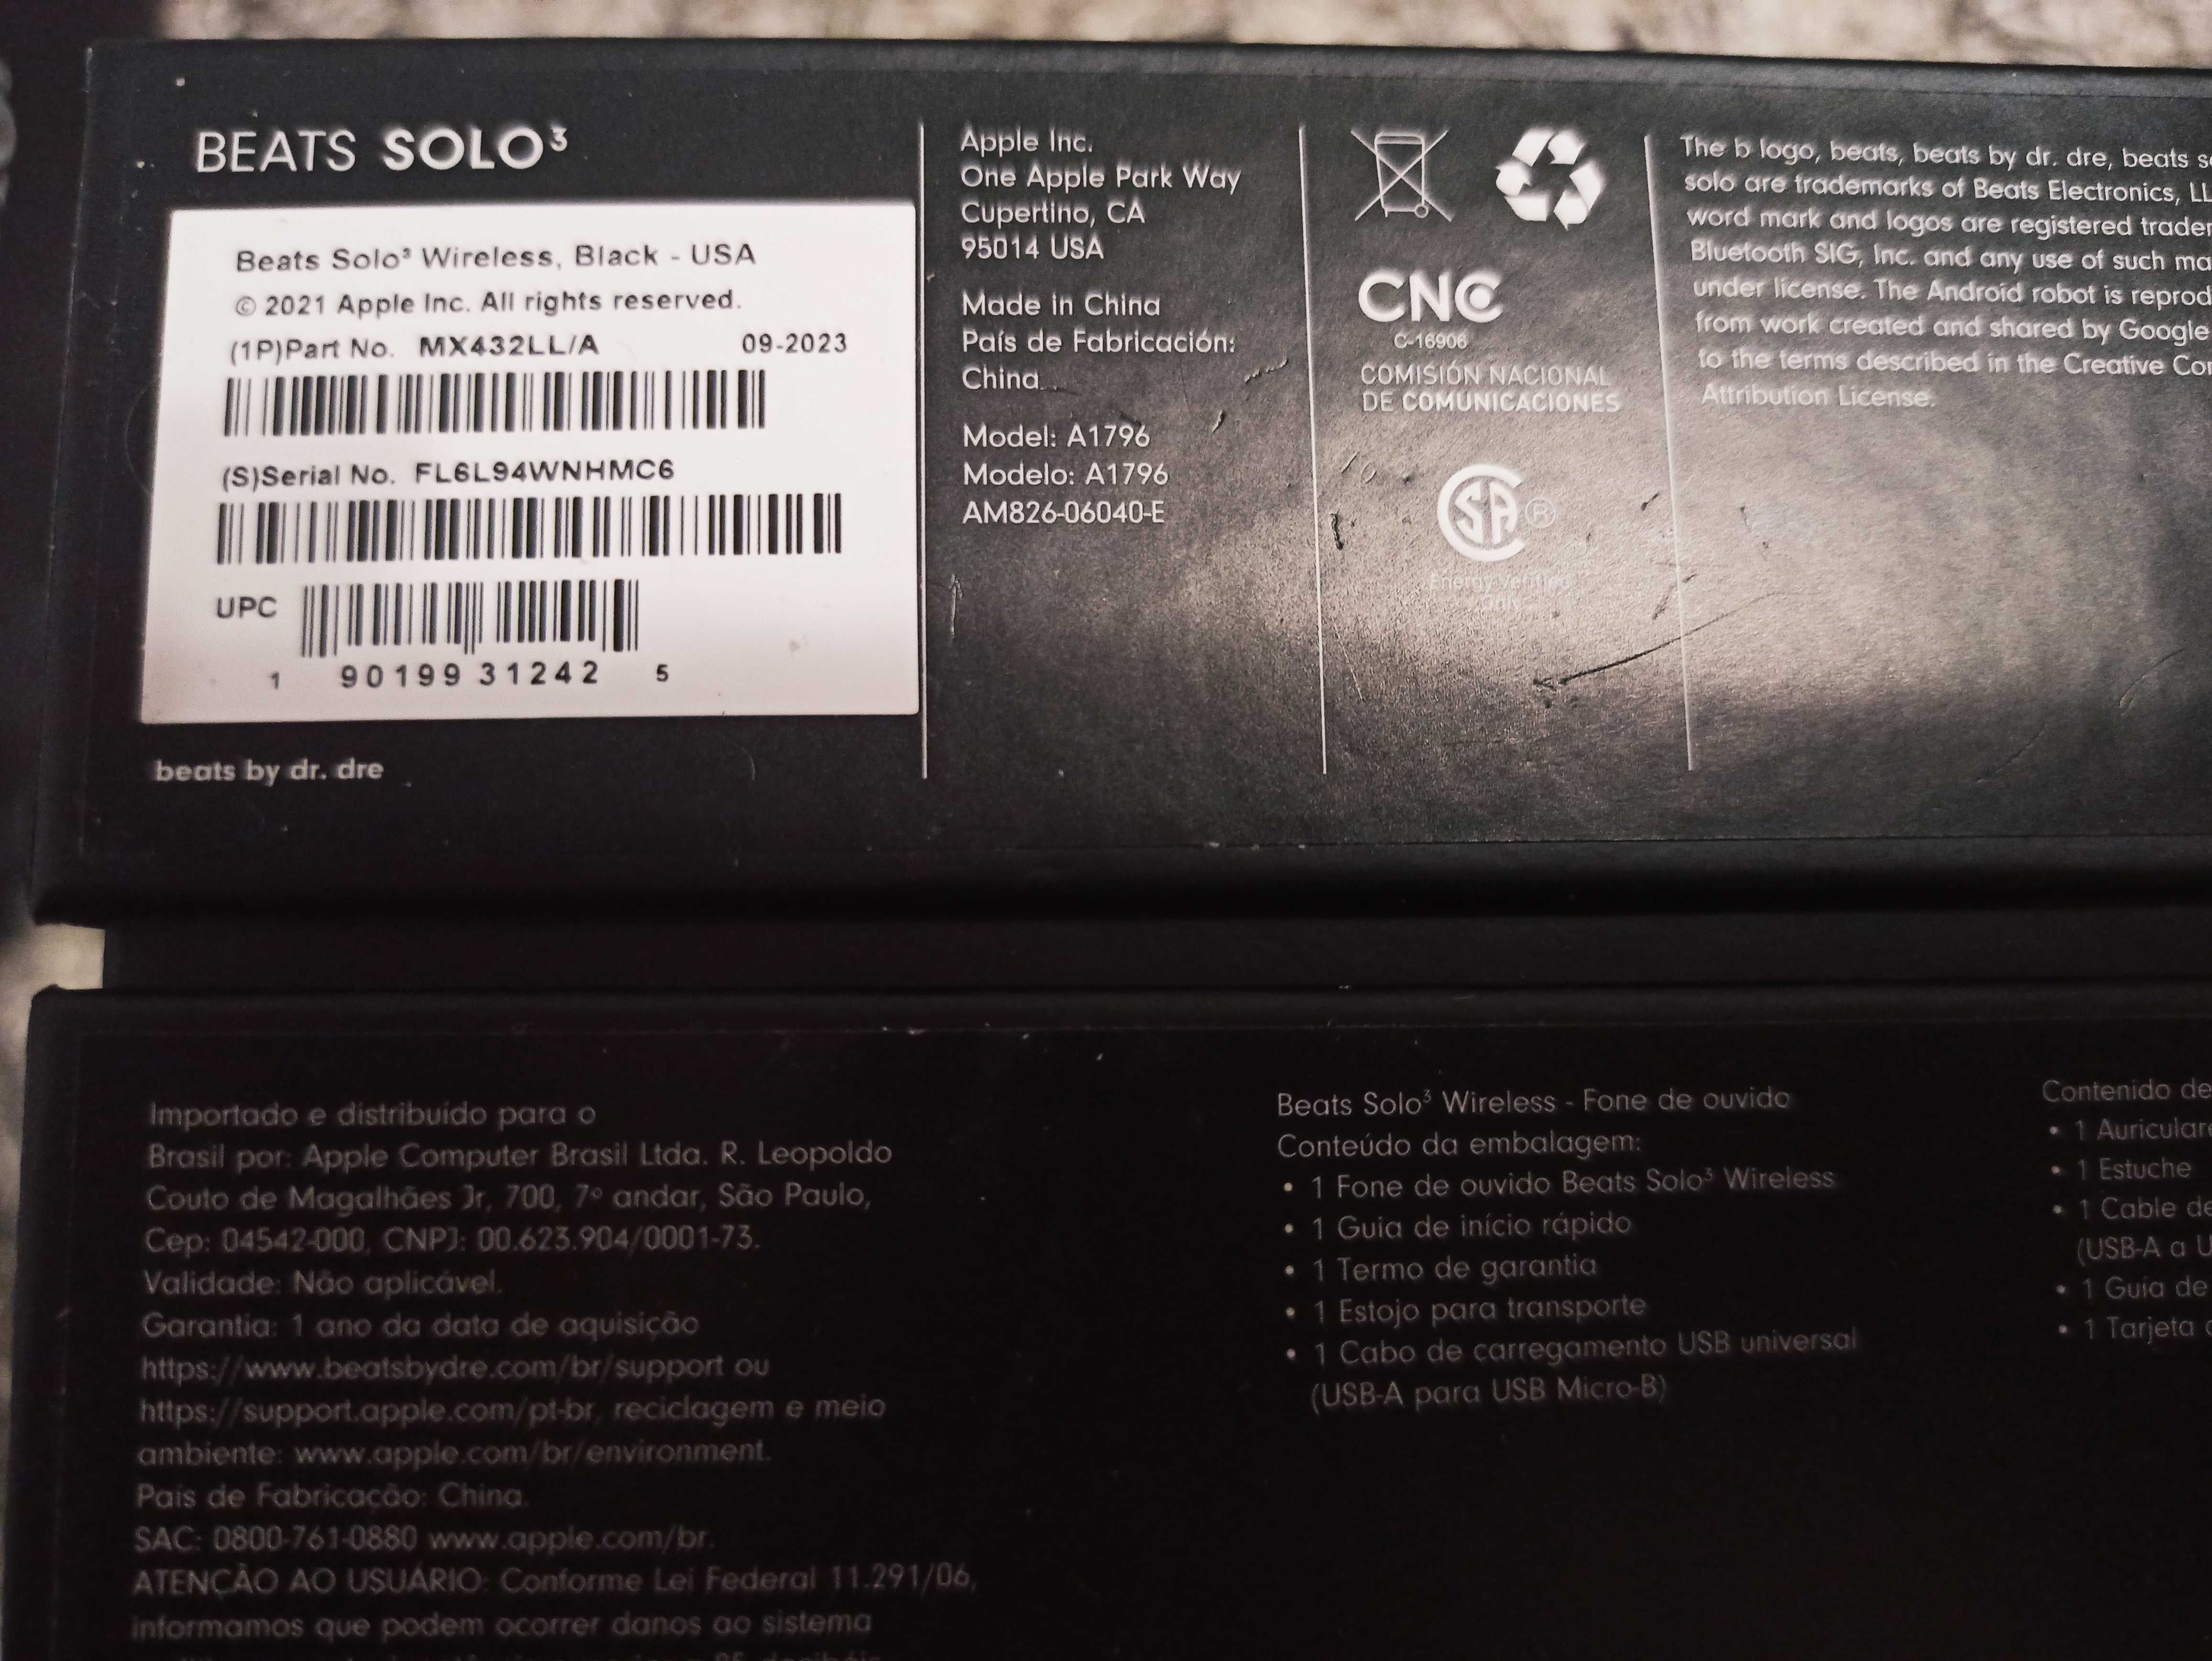 BEATS SOLO³
Beats Solo³ Wireless, Black - USA
© 2021 Apple Inc. All rights reserved.
(1P)Part No. MX432LL/A 09-2023
(S)Serial No. FL6L94WNHMC6
UPC
1 90199 31242 5
beats by dr. dre
Apple Inc.
One Apple Park Way
Cupertino, CA
95014 USA
Made in China
País de Fabricación:
China
Model: A1796
Modelo: A1796
AM826-06040-E
CNC
C-16906
COMISIÓN NACIONAL
DE COMUNICACIONES
SA®
Energy Verified
only
The b logo, beats, beats by dr. dre, beats
solo are trademarks of Beats Electronics,
word mark and logos are registered
Bluetooth SIG, Inc. and any use of such
under license. The Android robot is
from work created and shared by Google
to the terms described in the Creative
Attribution License.
Importado e distribuído para o
Brasil por: Apple Computer Brasil Ltda. R. Leopoldo
Couto de Magalhães Jr, 700, 7º andar, São Paulo,
Cep: 04542-000, CNPJ: 00.623.904/0001-73.
Validade: Não aplicável.
Garantia: 1 ano da data de aquisição
https://www.beatsbydre.com/br/support ou
https://support.apple.com/pt-br, reciclagem e meio
ambiente: www.apple.com/br/environment.
País de Fabricação: China.
SAC: 0800-761-0880 www.apple.com/br.
ATENÇÃO AO USUÁRIO: Conforme Lei Federal 11.291/06,
informamos que podem ocorrer danos ao sistema
Beats Solo³ Wireless - Fone de ouvido
Conteúdo da embalagem:
• 1 Fone de ouvido Beats Solo³ Wireless
• 1 Guia de início rápido
• 1 Termo de garantia
• 1 Estojo para transporte
• 1 Cabo de carregamento USB universal
(USB-A para USB Micro-B)
Contenido de
• 1
• 1 Estuche
• 1 Cable de
(USB-A a
• 1 Guía de
• 1 Tarjeta